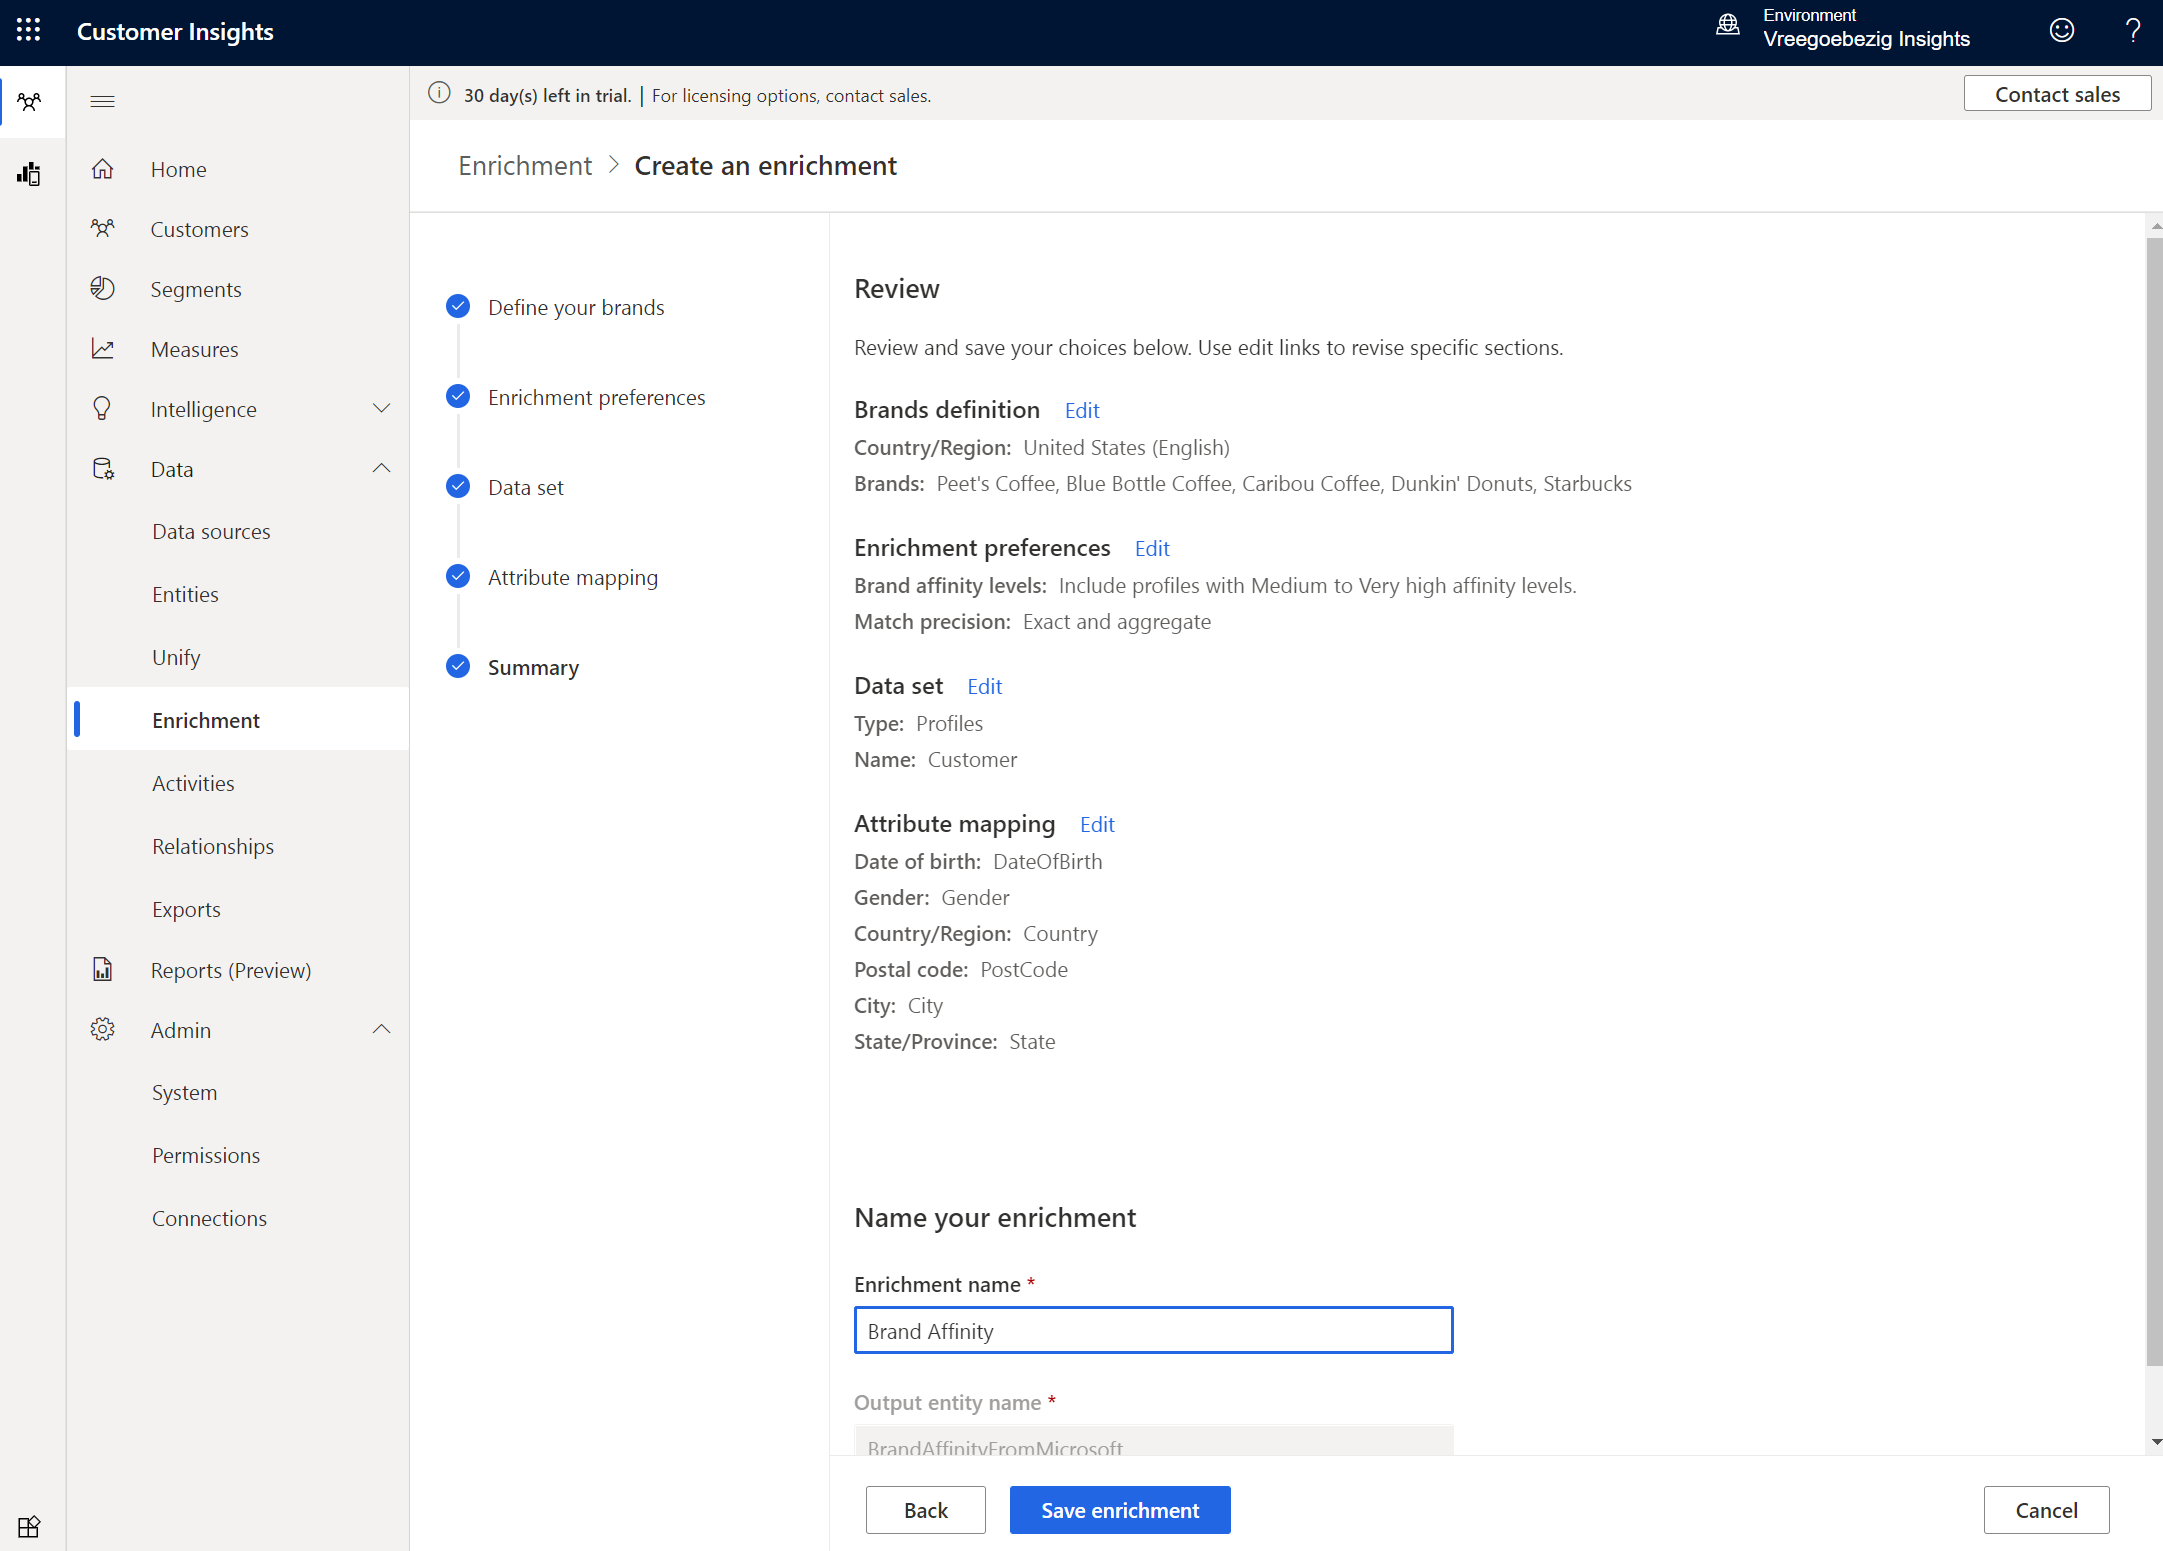 Customer Insights
Environment
Vreegoebezig Insights
?
30 day(s) left in trial. | For licensing options, contact sales.
Contact sales
Enrichment > Create an enrichment
Home
Customers
Segments
Measures
Intelligence
Data
Data sources
Entities
Unify
Enrichment
Activities
Relationships
Exports
Reports (Preview)
Admin
System
Permissions
Connections
Define your brands
Enrichment preferences
Data set
Attribute mapping
Summary
Review
Review and save your choices below. Use edit links to revise specific sections.
Brands definition Edit
Country/Region: United States (English)
Brands: Peet's Coffee, Blue Bottle Coffee, Caribou Coffee, Dunkin' Donuts, Starbucks
Enrichment preferences Edit
Brand affinity levels: Include profiles with Medium to Very high affinity levels.
Match precision: Exact and aggregate
Data set Edit
Type: Profiles
Name: Customer
Attribute mapping Edit
Date of birth: DateOfBirth
Gender: Gender
Country/Region: Country
Postal code: PostCode
City: City
State/Province: State
Name your enrichment
Enrichment name *
Brand Affinity
Output entity name *
BrandAffinityFromMicrosoft
Back
Save enrichment
Cancel